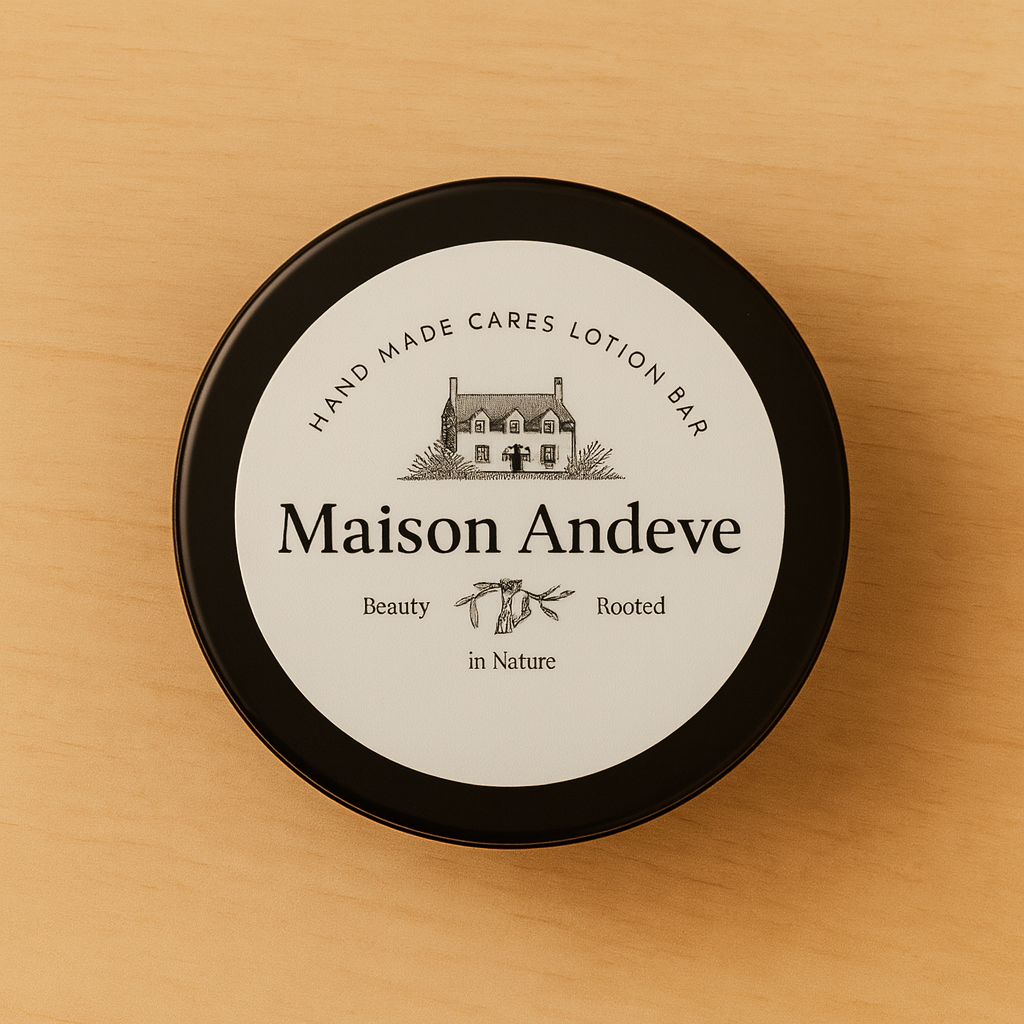 HAND MADE CARES LOTION BAR
Maison Andeve
Beauty Rooted
in Nature